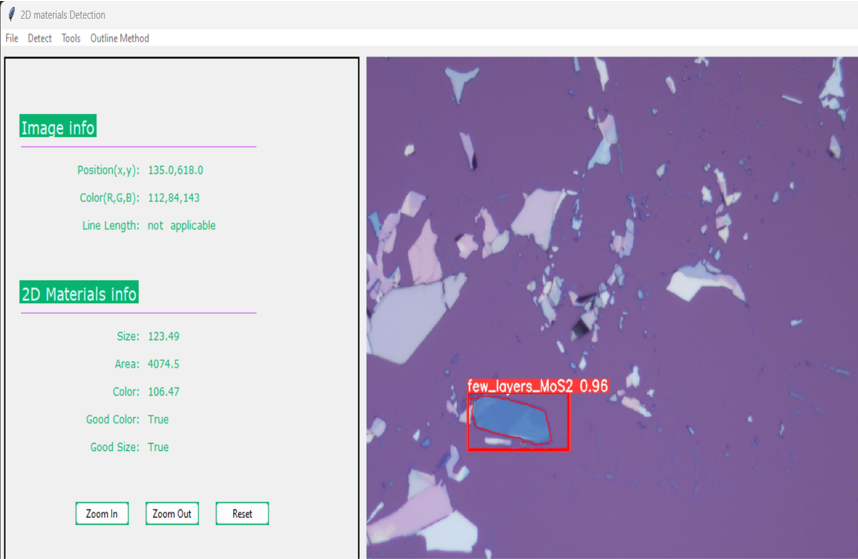 2D materials Detection
File Detect Tools Outline Method
Image info
Position(x,y): 135.0,618.0
Color(R,G,B): 112,84,143
Line Length: not applicable
2D Materials info
Size: 123.49
Area: 4074.5
Color: 106.47
Good Color: True
Good Size: True
Zoom In Zoom Out Reset
few_layers_MoS2 0.96